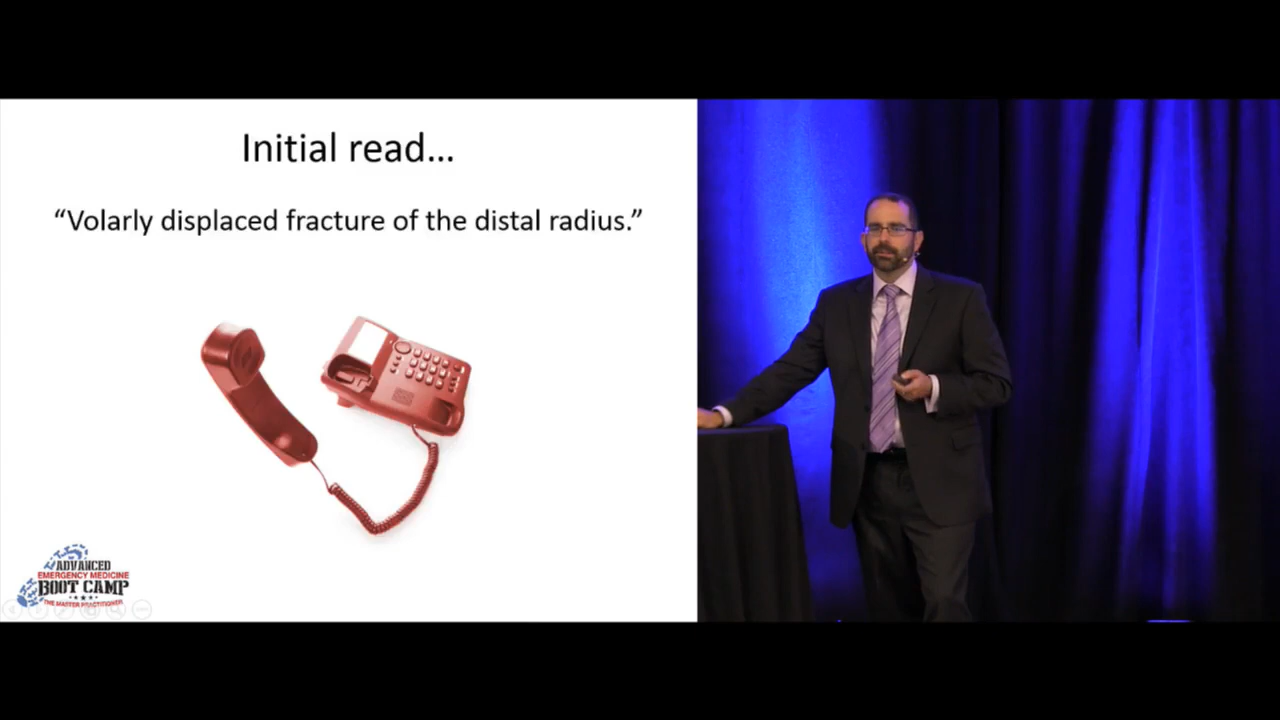 Initial read...
“Volarly displaced fracture of the distal radius.”
ADVANCED
EMERGENCY MEDICINE
BOOT CAMP
THE MASTER PRACTITIONER